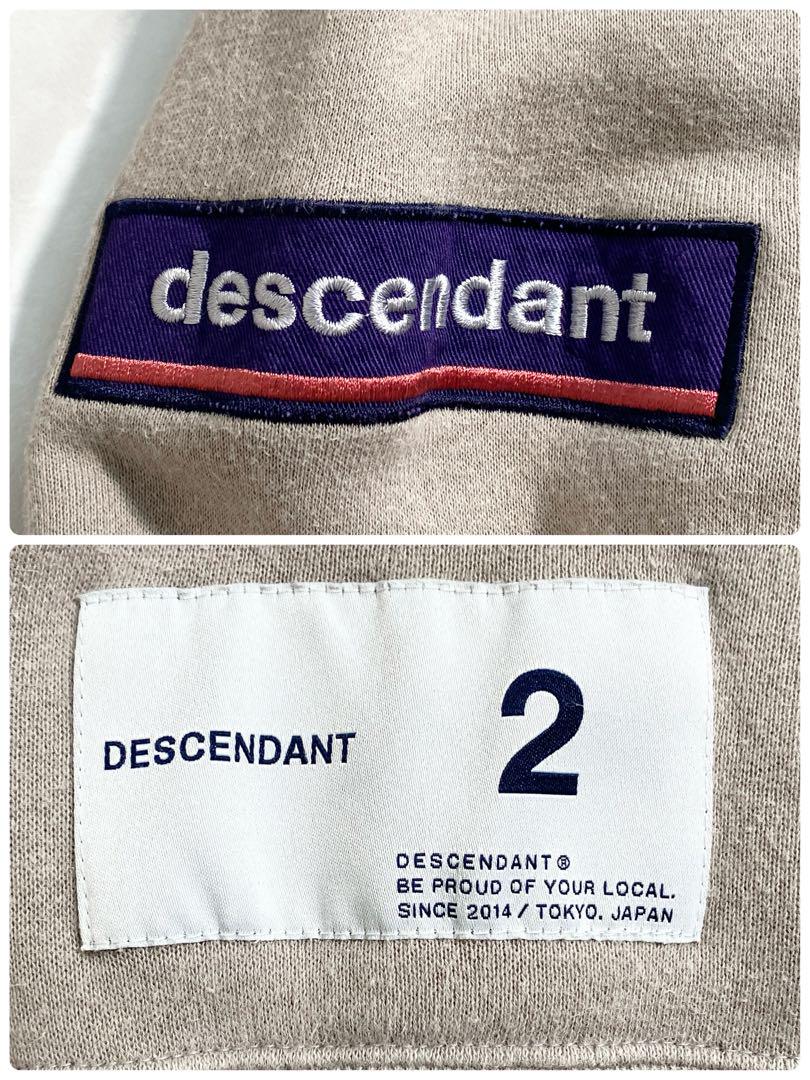 descendant
DESCENDANT
2
DESCENDANT®
BE PROUD OF YOUR LOCAL.
SINCE 2014 / TOKYO. JAPAN